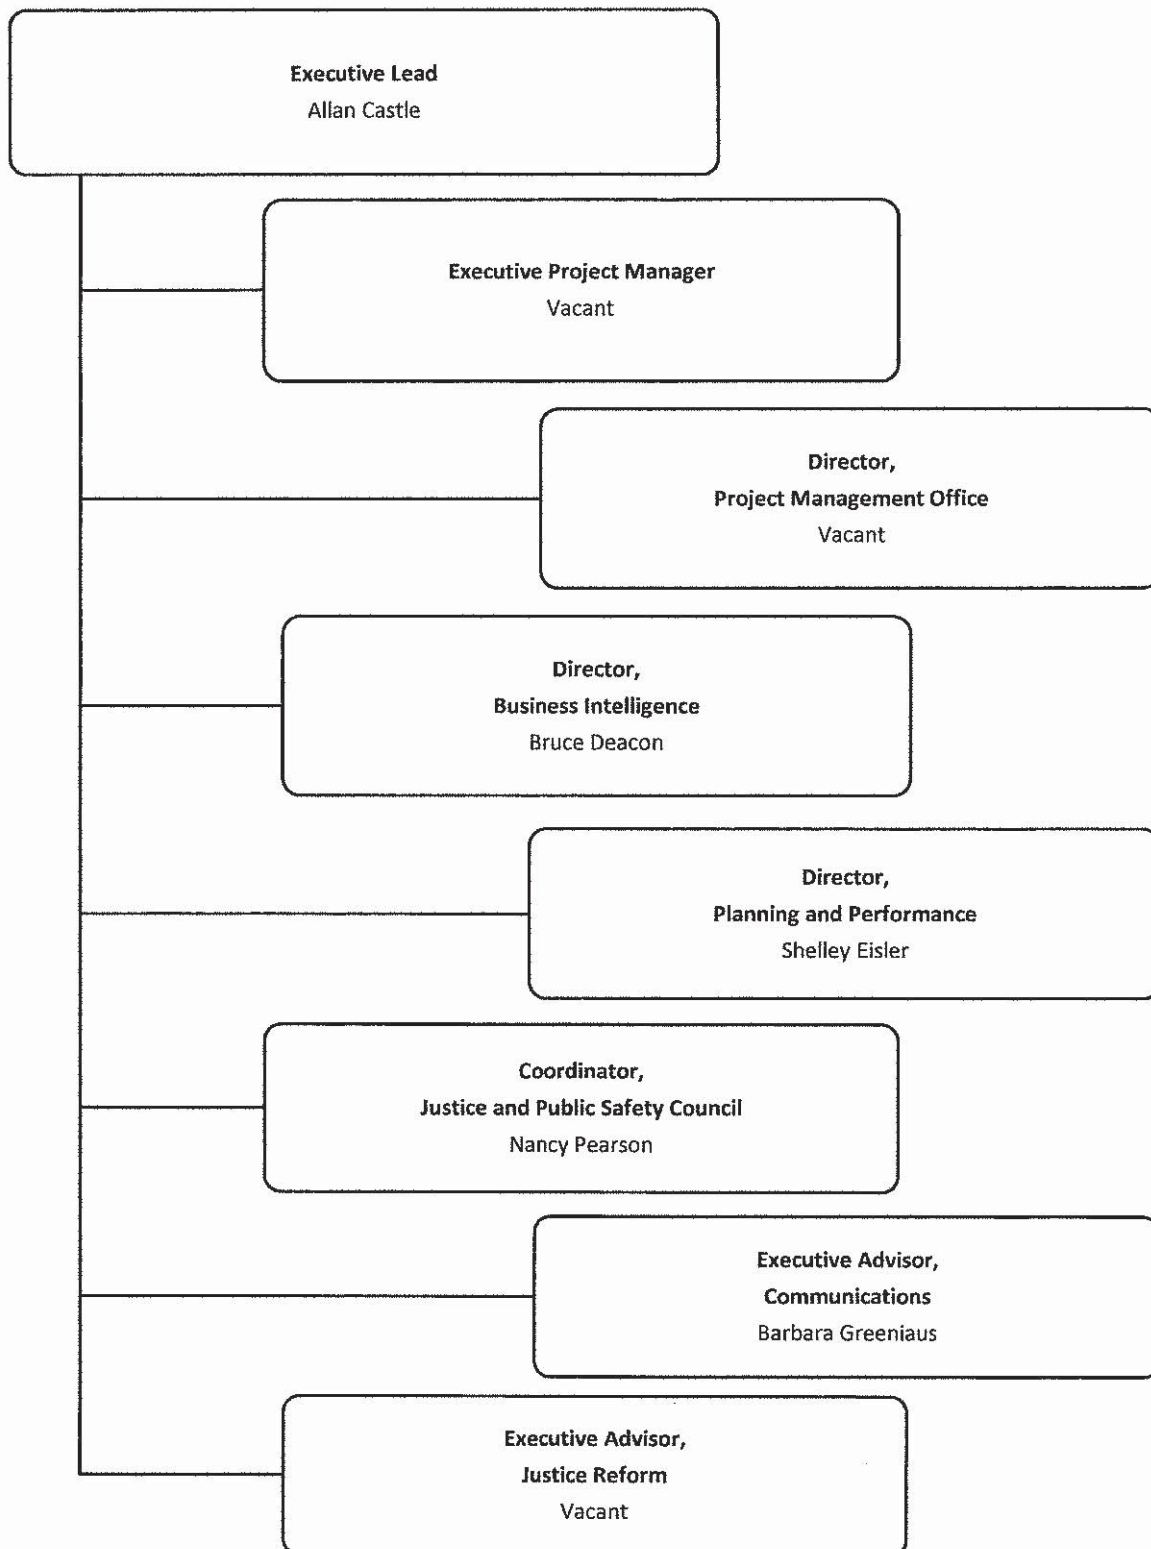 Executive Lead
Allan Castle
Executive Project Manager
Vacant
Director,
Project Management Office
Vacant
Director,
Business Intelligence
Bruce Deacon
Director,
Planning and Performance
Shelley Eisler
Coordinator,
Justice and Public Safety Council
Nancy Pearson
Executive Advisor,
Communications
Barbara Greeniaus
Executive Advisor,
Justice Reform
Vacant